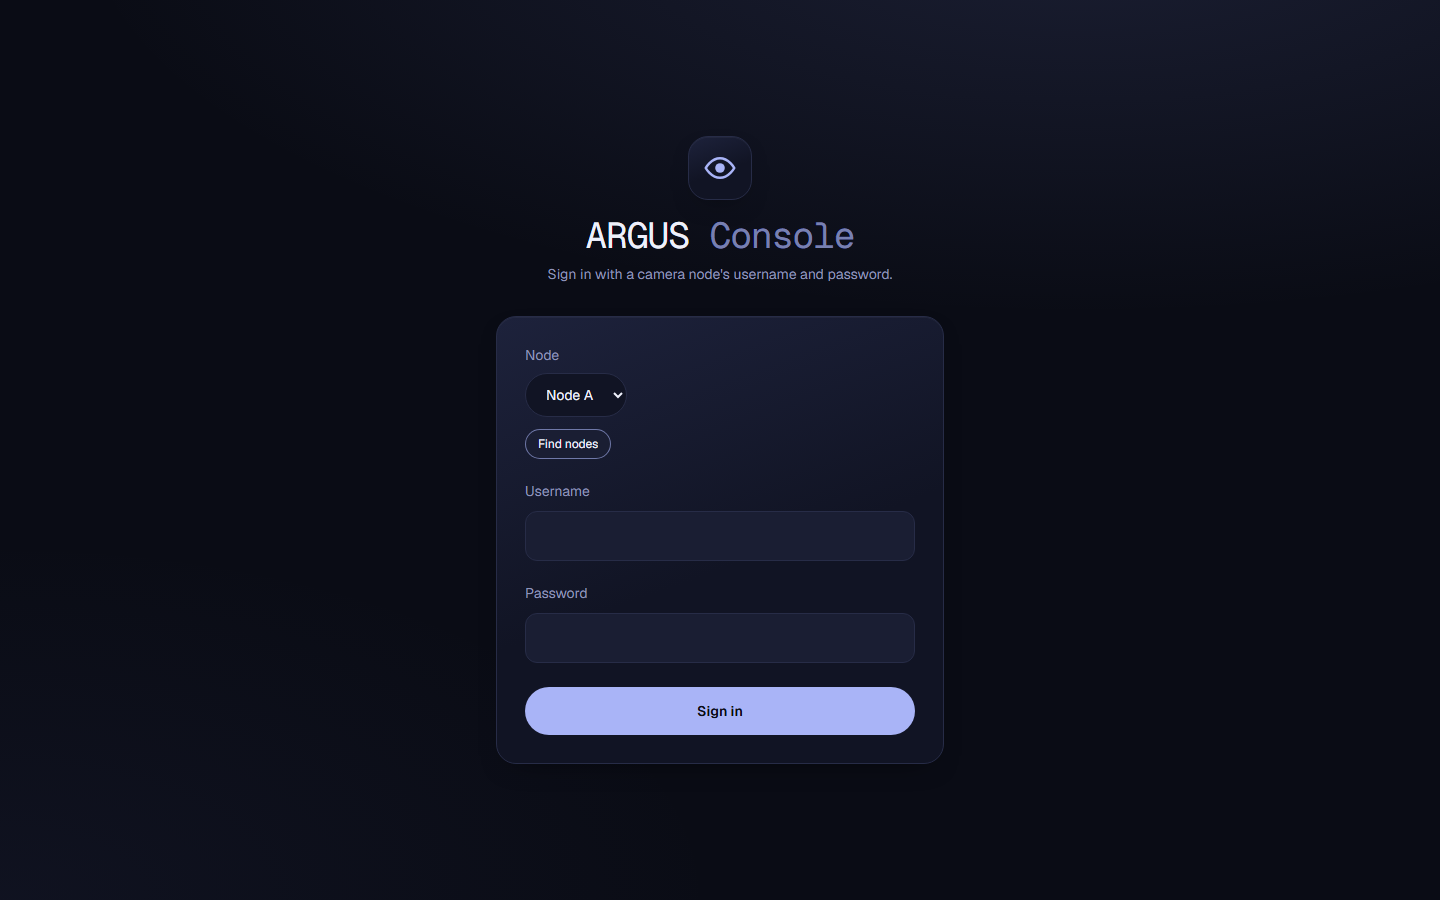 ARGUS Console
Sign in with a camera node's username and password.
Node
Node A
Find nodes
Username
Password
Sign in